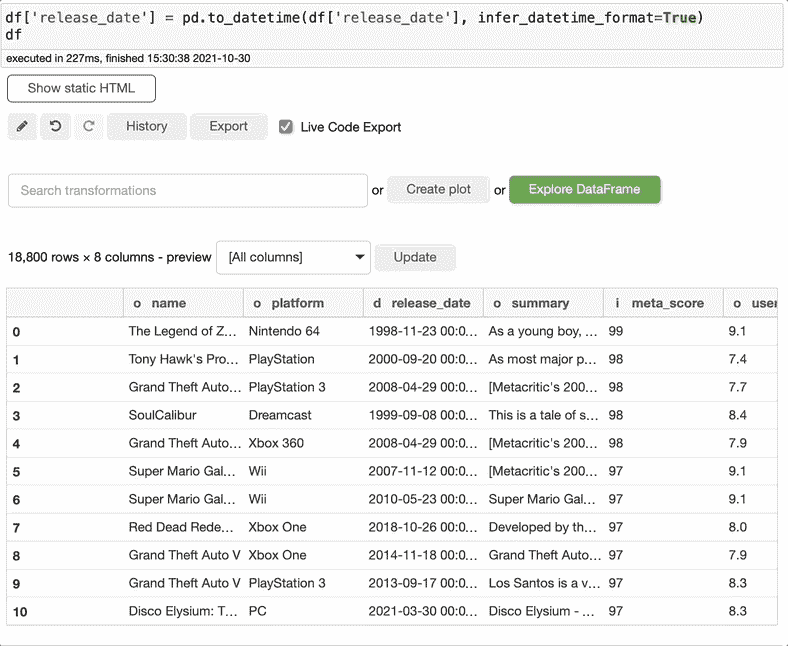 df['release_date'] = pd.to_datetime(df['release_date'], infer_datetime_format=True)
df
executed in 227ms, finished 15:30:38 2021-10-30
Show static HTML
History Export Live Code Export
Search transformations or Create plot or Explore DataFrame
18,800 rows × 8 columns - preview [All columns] Update
o name o platform d release_date o summary i meta_score o user
0 The Legend of Z... Nintendo 64 1998-11-23 00:0... As a young boy, ... 99 9.1
1 Tony Hawk's Pro... PlayStation 2000-09-20 00:0... As most major p... 98 7.4
2 Grand Theft Auto... PlayStation 3 2008-04-29 00:0... [Metacritic's 200... 98 7.7
3 SoulCalibur Dreamcast 1999-09-08 00:0... This is a tale of s... 98 8.4
4 Grand Theft Auto... Xbox 360 2008-04-29 00:0... [Metacritic's 200... 98 7.9
5 Super Mario Gal... Wii 2007-11-12 00:0... [Metacritic's 200... 97 9.1
6 Super Mario Gal... Wii 2010-05-23 00:0... Super Mario Gal... 97 9.1
7 Red Dead Rede... Xbox One 2018-10-26 00:0... Developed by th... 97 8.0
8 Grand Theft Auto V Xbox One 2014-11-18 00:0... Grand Theft Auto... 97 7.9
9 Grand Theft Auto V PlayStation 3 2013-09-17 00:0... Los Santos is a v... 97 8.3
10 Disco Elysium: T... PC 2021-03-30 00:0... Disco Elysium - ... 97 8.3